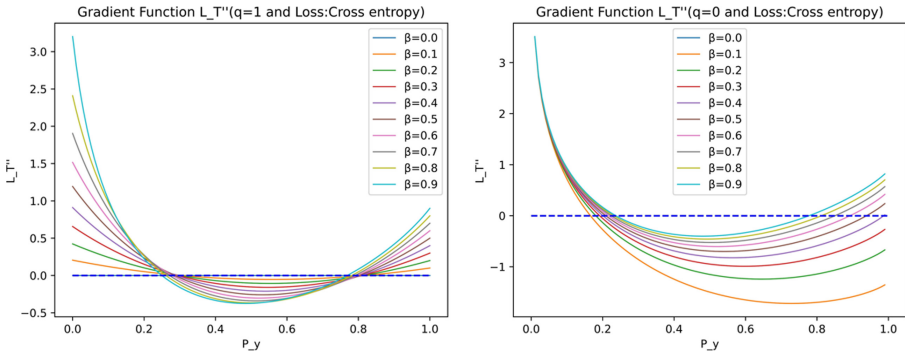 Gradient Function L_T''(q=1 and Loss:Cross entropy)
3.0
2.5
2.0
1.5
1.0
0.5
0.0
−0.5
L_T''
0.0
0.2
0.4
0.6
0.8
1.0
P_y
β=0.0
β=0.1
β=0.2
β=0.3
β=0.4
β=0.5
β=0.6
β=0.7
β=0.8
β=0.9
Gradient Function L_T''(q=0 and Loss:Cross entropy)
3
2
1
0
−1
L_T''
0.0
0.2
0.4
0.6
0.8
1.0
P_y
β=0.0
β=0.1
β=0.2
β=0.3
β=0.4
β=0.5
β=0.6
β=0.7
β=0.8
β=0.9